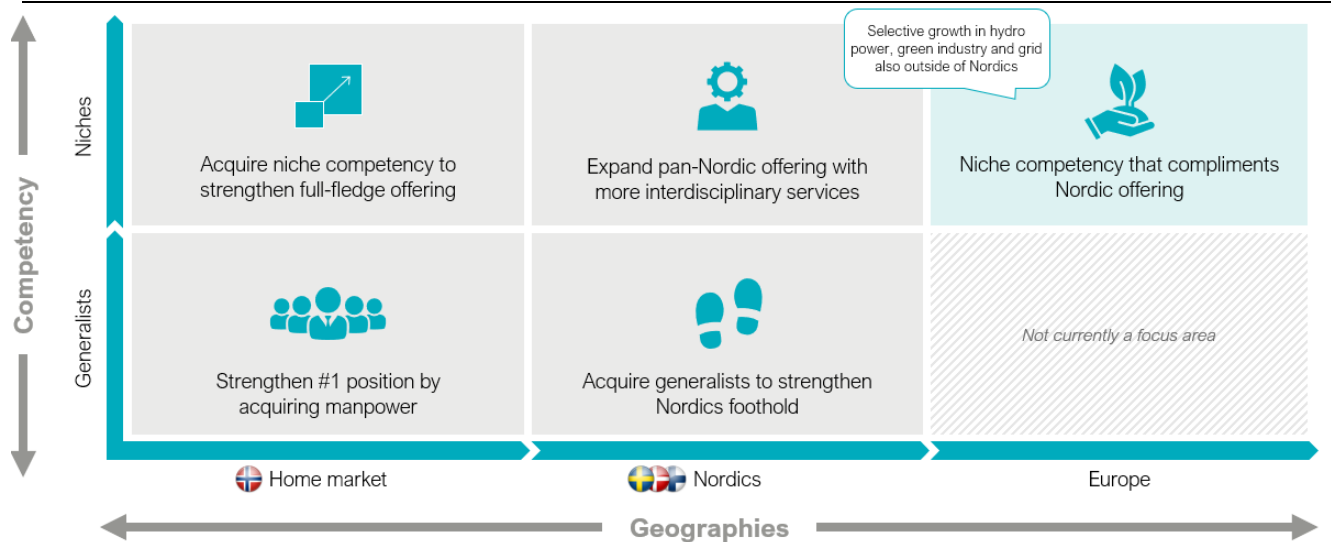 Competency
Niches
Generalists
Acquire niche competency to
strengthen full-fledge offering
Expand pan-Nordic offering with
more interdisciplinary services
Selective growth in hydro
power, green industry and grid
also outside of Nordics
Niche competency that compliments
Nordic offering
Strengthen #1 position by
acquiring manpower
Acquire generalists to strengthen
Nordics foothold
Not currently a focus area
Home market
Nordics
Europe
Geographies